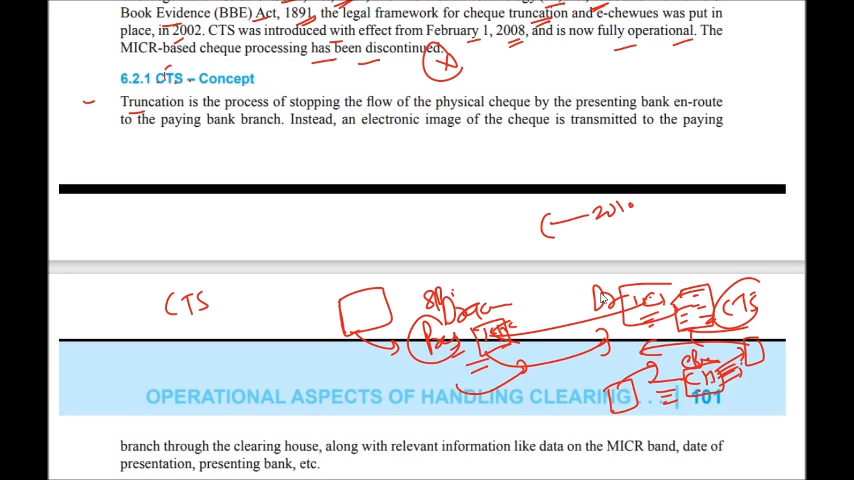 Book Evidence (BBE) Act, 1891, the legal framework for cheque truncation and e-chewues was put in
place, in 2002. CTS was introduced with effect from February 1, 2008, and is now fully operational. The
MICR-based cheque processing has been discontinued.
6.2.1 CTS – Concept
Truncation is the process of stopping the flow of the physical cheque by the presenting bank en-route
to the paying bank branch. Instead, an electronic image of the cheque is transmitted to the paying
2010
CTS
CTS
OPERATIONAL ASPECTS OF HANDLING CLEARING . . . | 101
branch through the clearing house, along with relevant information like data on the MICR band, date of
presentation, presenting bank, etc.